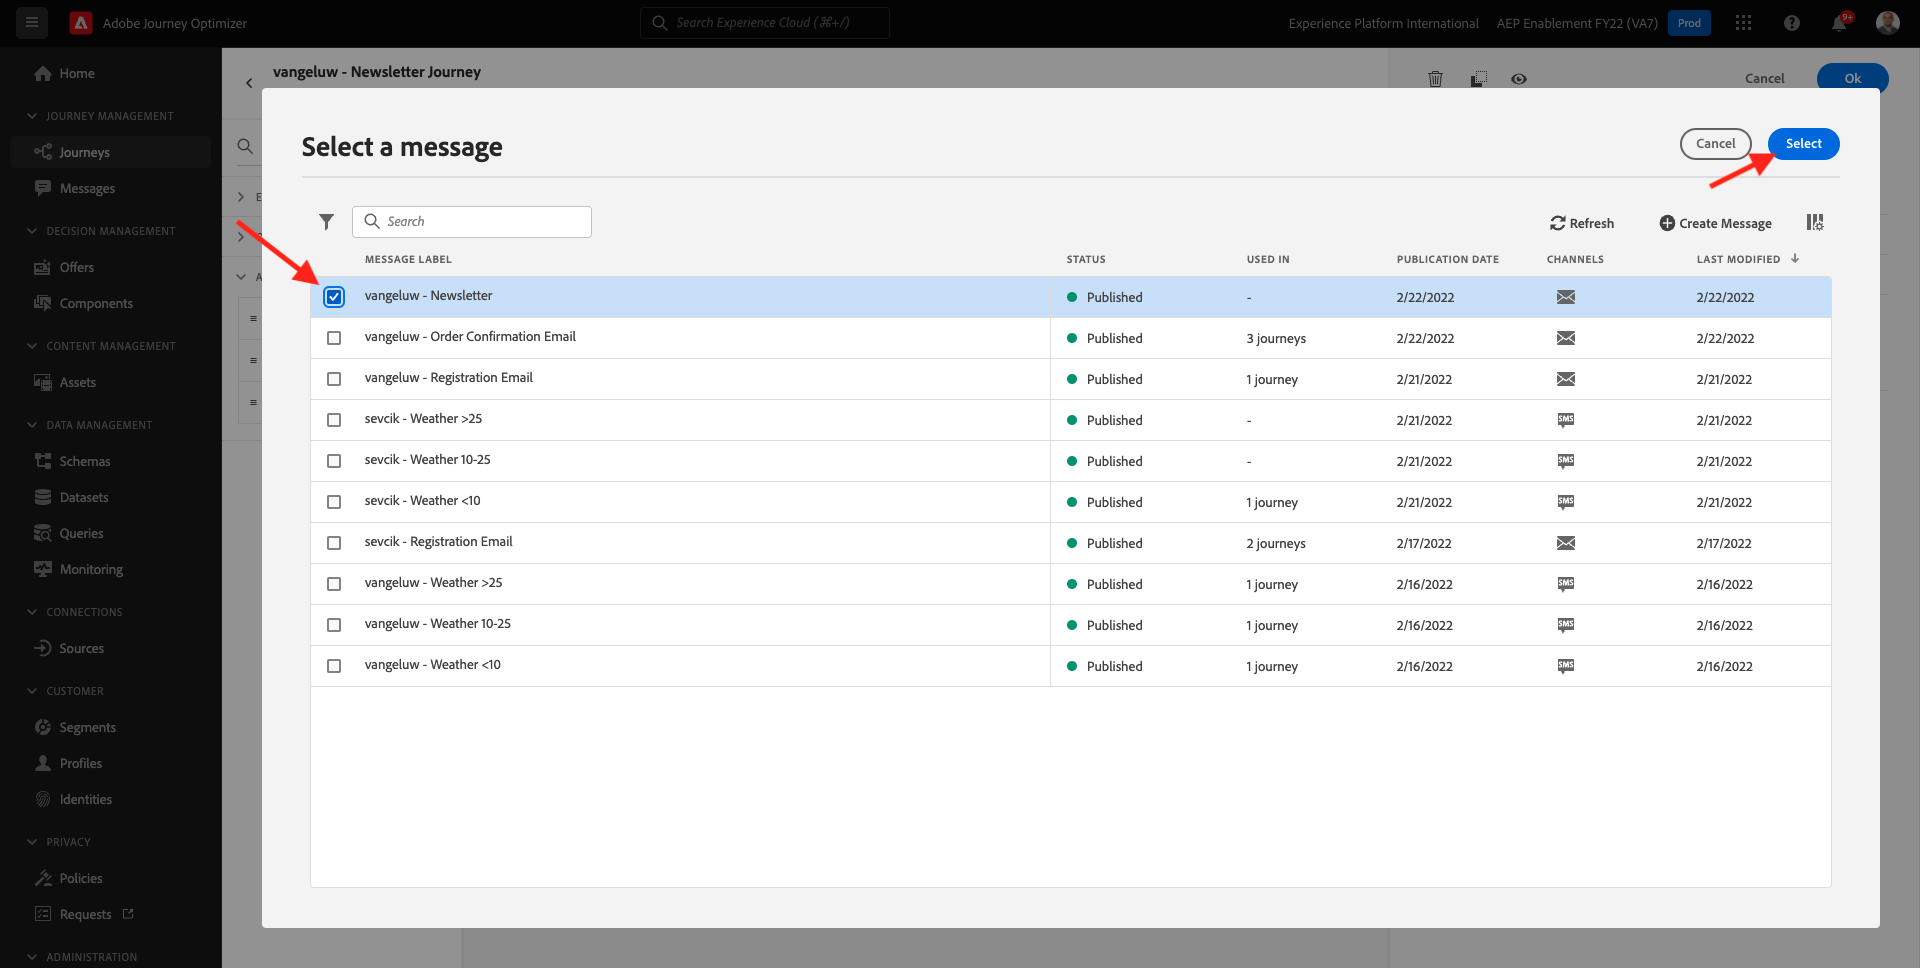 Adobe Journey Optimizer
Search Experience Cloud (⌘+/)
Experience Platform International
AEP Enablement FY22 (VA7)
Prod
9+
Home
JOURNEY MANAGEMENT
Journeys
Messages
DECISION MANAGEMENT
Offers
Components
CONTENT MANAGEMENT
Assets
DATA MANAGEMENT
Schemas
Datasets
Queries
Monitoring
CONNECTIONS
Sources
CUSTOMER
Segments
Profiles
Identities
PRIVACY
Policies
Requests
ADMINISTRATION
vangeluw - Newsletter Journey
Cancel
Ok
E
A
Select a message
Cancel
Select
Search
Refresh
Create Message
MESSAGE LABEL STATUS USED IN PUBLICATION DATE CHANNELS LAST MODIFIED
vangeluw - Newsletter Published - 2/22/2022 2/22/2022
vangeluw - Order Confirmation Email Published 3 journeys 2/22/2022 2/22/2022
vangeluw - Registration Email Published 1 journey 2/21/2022 2/21/2022
sevcik - Weather >25 Published - 2/21/2022 SMS 2/21/2022
sevcik - Weather 10-25 Published - 2/21/2022 SMS 2/21/2022
sevcik - Weather <10 Published 1 journey 2/21/2022 SMS 2/21/2022
sevcik - Registration Email Published 2 journeys 2/17/2022 2/17/2022
vangeluw - Weather >25 Published 1 journey 2/16/2022 SMS 2/16/2022
vangeluw - Weather 10-25 Published 1 journey 2/16/2022 SMS 2/16/2022
vangeluw - Weather <10 Published 1 journey 2/16/2022 SMS 2/16/2022